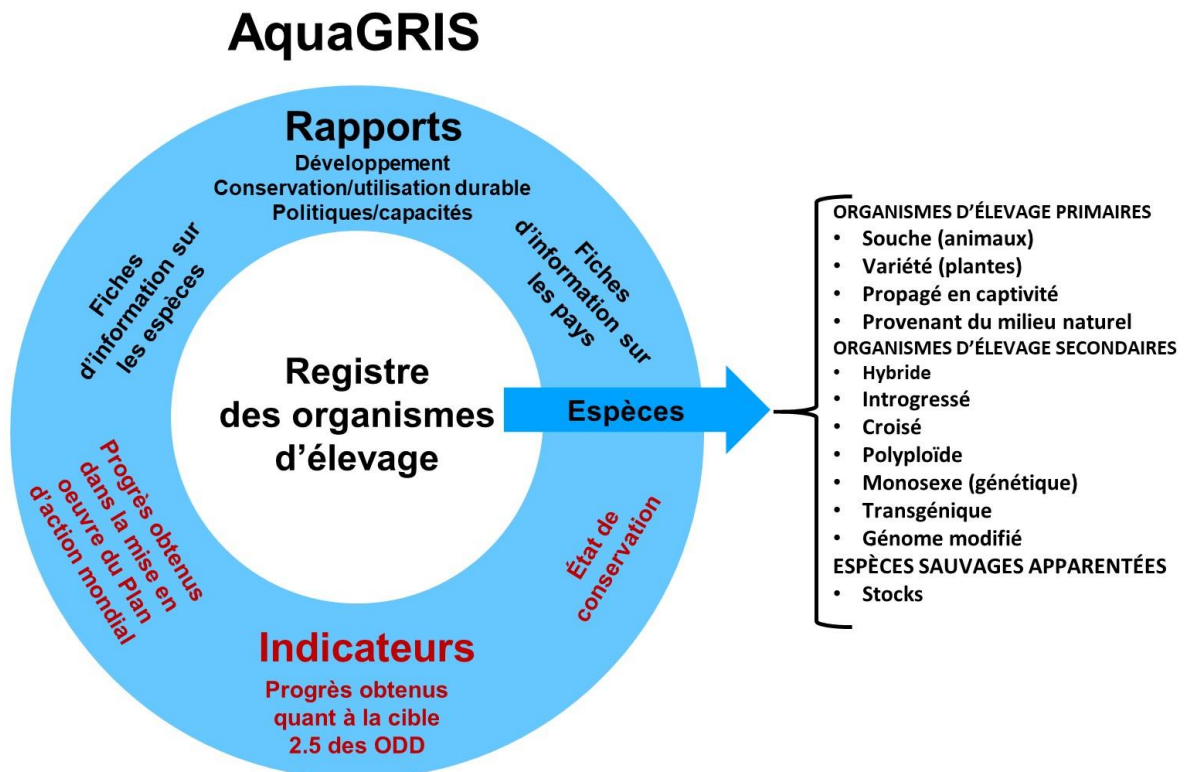 AquaGRIS
Rapports
Développement
Conservation/utilisation durable
Politiques/capacités
Fiches
d'information sur
les espèces
Fiches
d'information sur
les pays
Registre
des organismes
d'élevage
Espèces
Progrès obtenus
dans la mise en
oeuvre du Plan
d'action mondial
État de
conservation
Indicateurs
Progrès obtenus
quant à la cible
2.5 des ODD
ORGANISMES D'ÉLEVAGE PRIMAIRES
• Souche (animaux)
• Variété (plantes)
• Propagé en captivité
• Provenant du milieu naturel
ORGANISMES D'ÉLEVAGE SECONDAIRES
• Hybride
• Introgressé
• Croisé
• Polyploïde
• Monosexe (génétique)
• Transgénique
• Génome modifié
ESPÈCES SAUVAGES APPARENTÉES
• Stocks